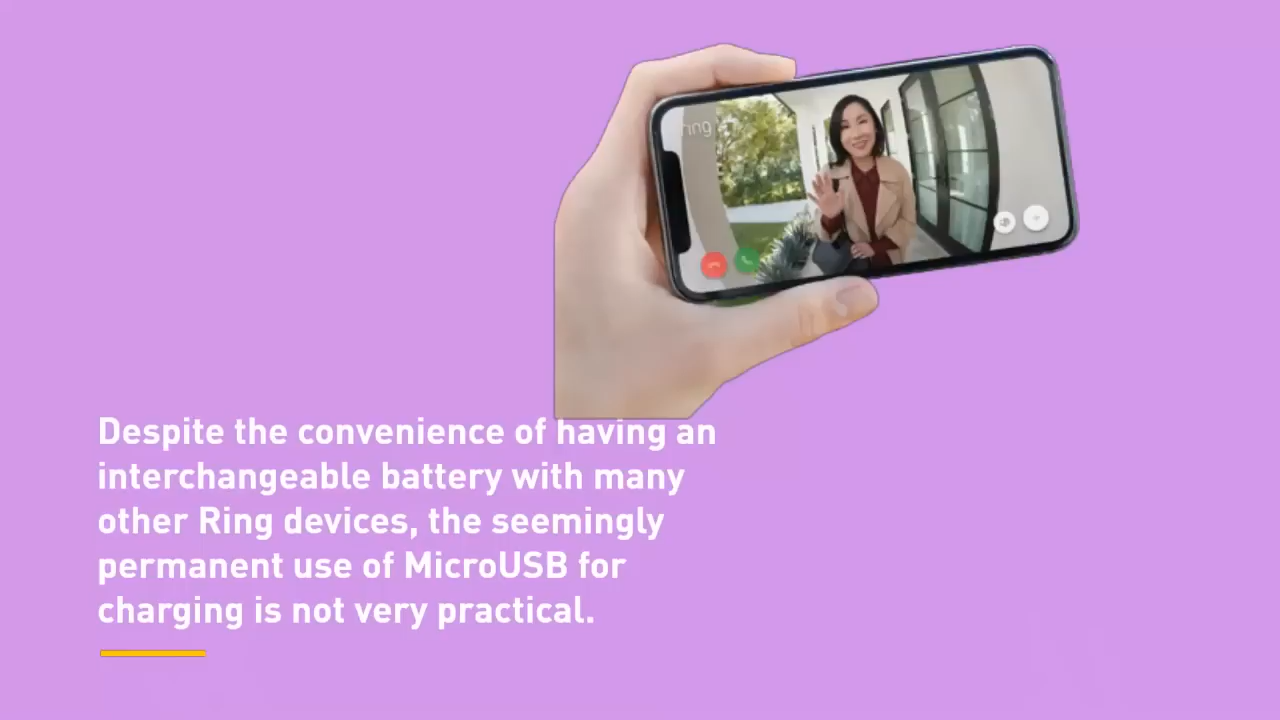 ring
Despite the convenience of having an
interchangeable battery with many
other Ring devices, the seemingly
permanent use of MicroUSB for
charging is not very practical.